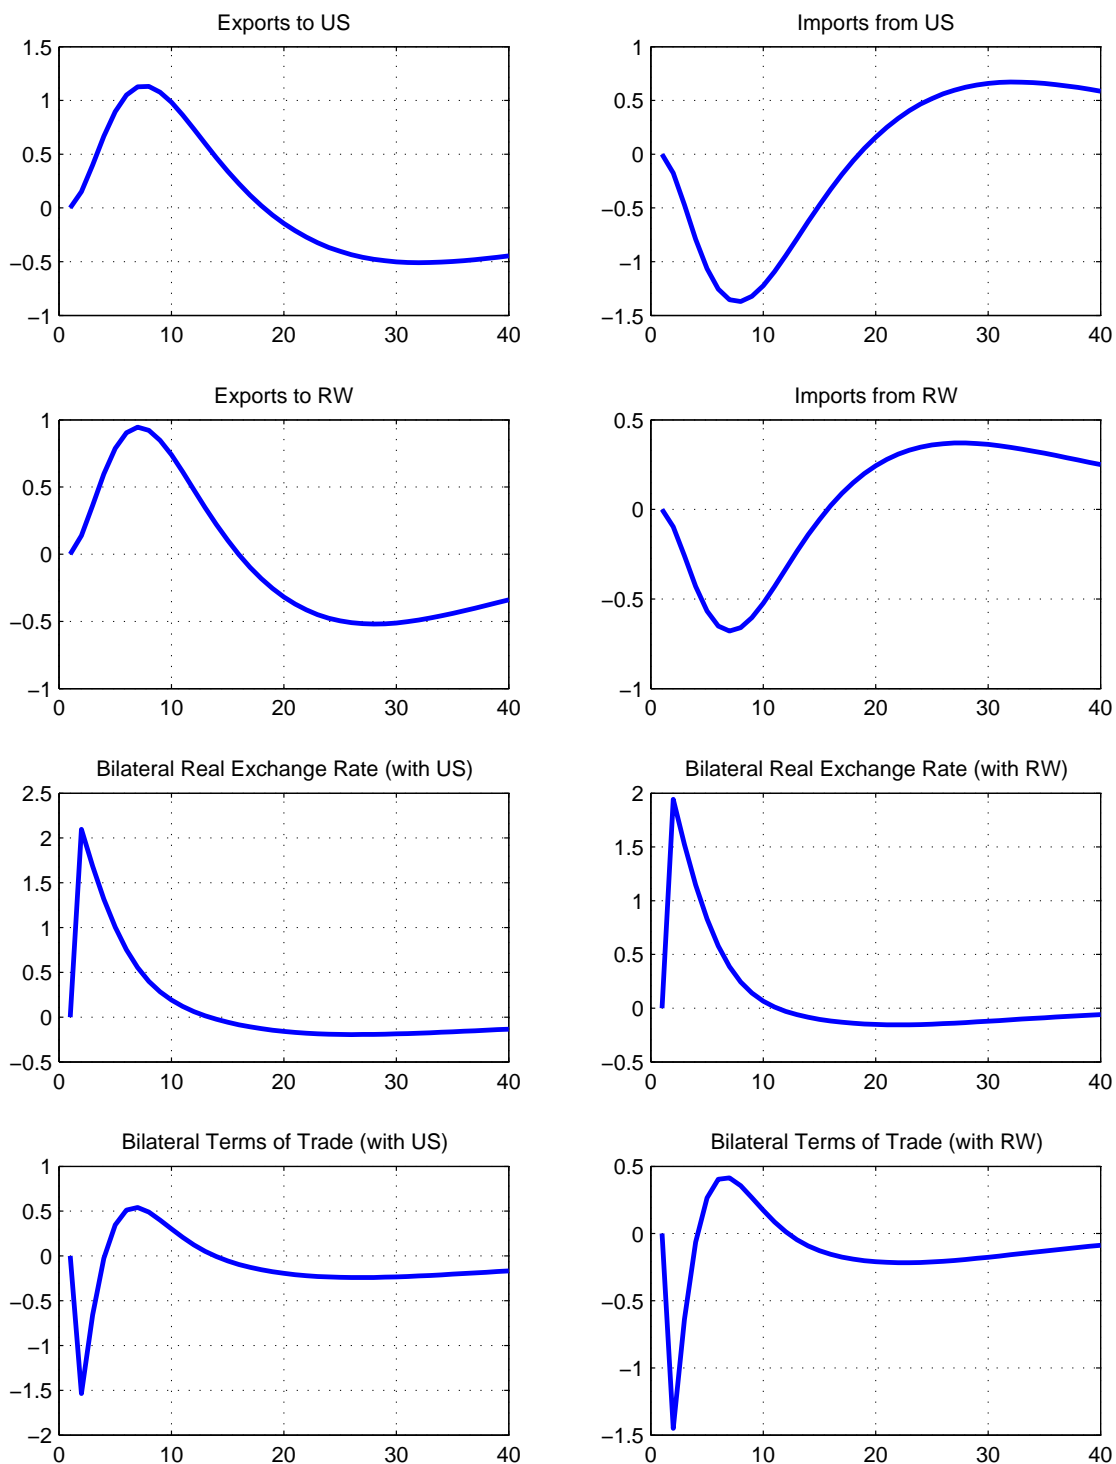 Exports to US
1.5
1
0.5
0
−0.5
−1
0 10 20 30 40
Imports from US
1
0.5
0
−0.5
−1
−1.5
0 10 20 30 40
Exports to RW
1
0.5
0
−0.5
−1
0 10 20 30 40
Imports from RW
0.5
0
−0.5
−1
0 10 20 30 40
Bilateral Real Exchange Rate (with US)
2.5
2
1.5
1
0.5
0
−0.5
0 10 20 30 40
Bilateral Real Exchange Rate (with RW)
2
1.5
1
0.5
0
−0.5
0 10 20 30 40
Bilateral Terms of Trade (with US)
1
0.5
0
−0.5
−1
−1.5
−2
0 10 20 30 40
Bilateral Terms of Trade (with RW)
0.5
0
−0.5
−1
−1.5
0 10 20 30 40